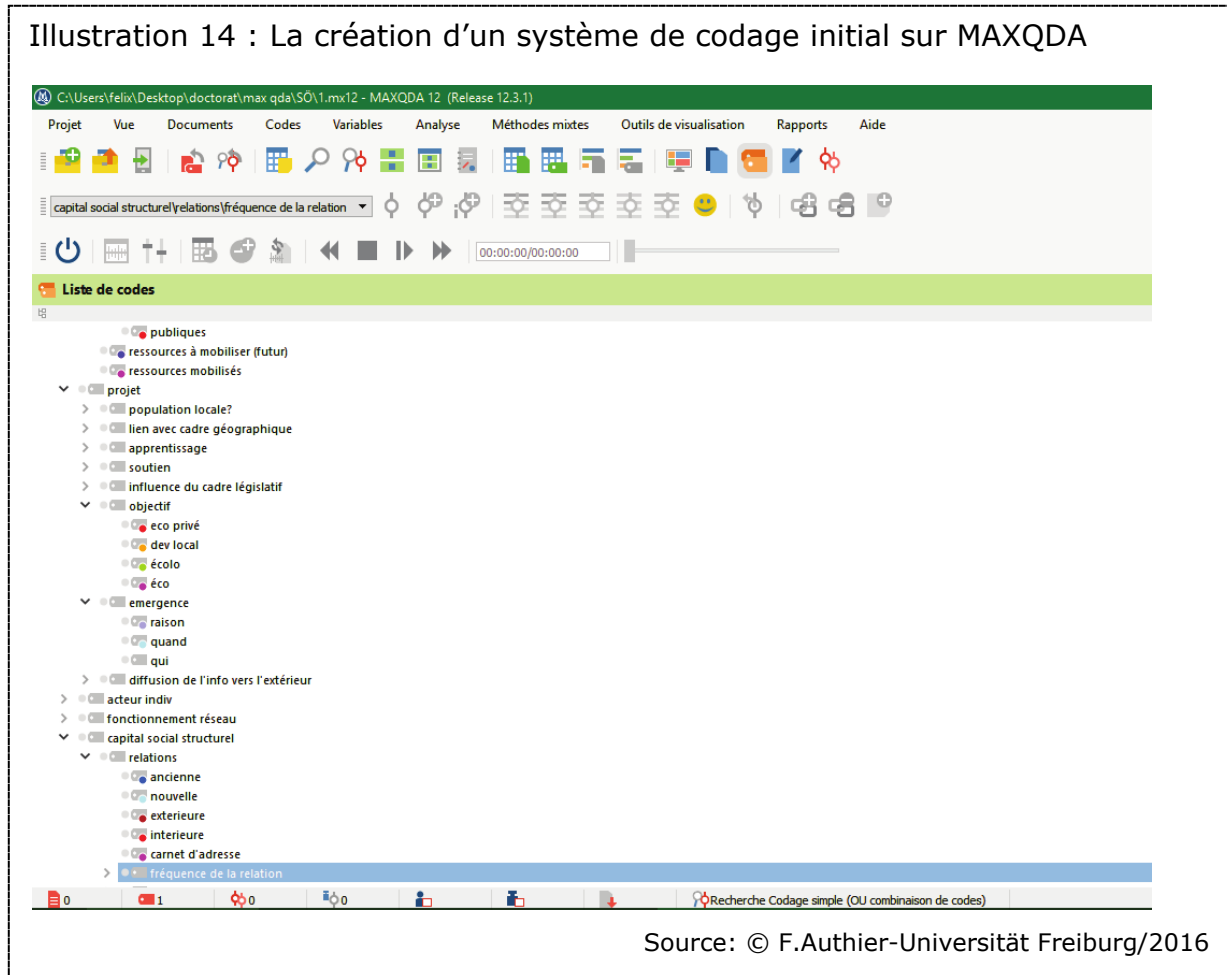 Illustration 14 : La création d’un système de codage initial sur MAXQDA
C:\Users\felix\Desktop\doctorat\max qda\SÖ\1.mx12 - MAXQDA 12 (Release 12.3.1)
Projet Vue Documents Codes Variables Analyse Méthodes mixtes Outils de visualisation Rapports Aide
capital social structurel\relations\fréquence de la relation
00:00:00/00:00:00
Liste de codes
publiques
ressources à mobiliser (futur)
ressources mobilisés
projet
population locale?
lien avec cadre géographique
apprentissage
soutien
influence du cadre législatif
objectif
eco privé
dev local
écolo
éco
emergence
raison
quand
qui
diffusion de l'info vers l'extérieur
acteur indiv
fonctionnement réseau
capital social structurel
relations
ancienne
nouvelle
exterieure
interieure
carnet d'adresse
fréquence de la relation
0 1 0 0 Recherche Codage simple (OU combinaison de codes)
Source: © F.Authier-Universität Freiburg/2016